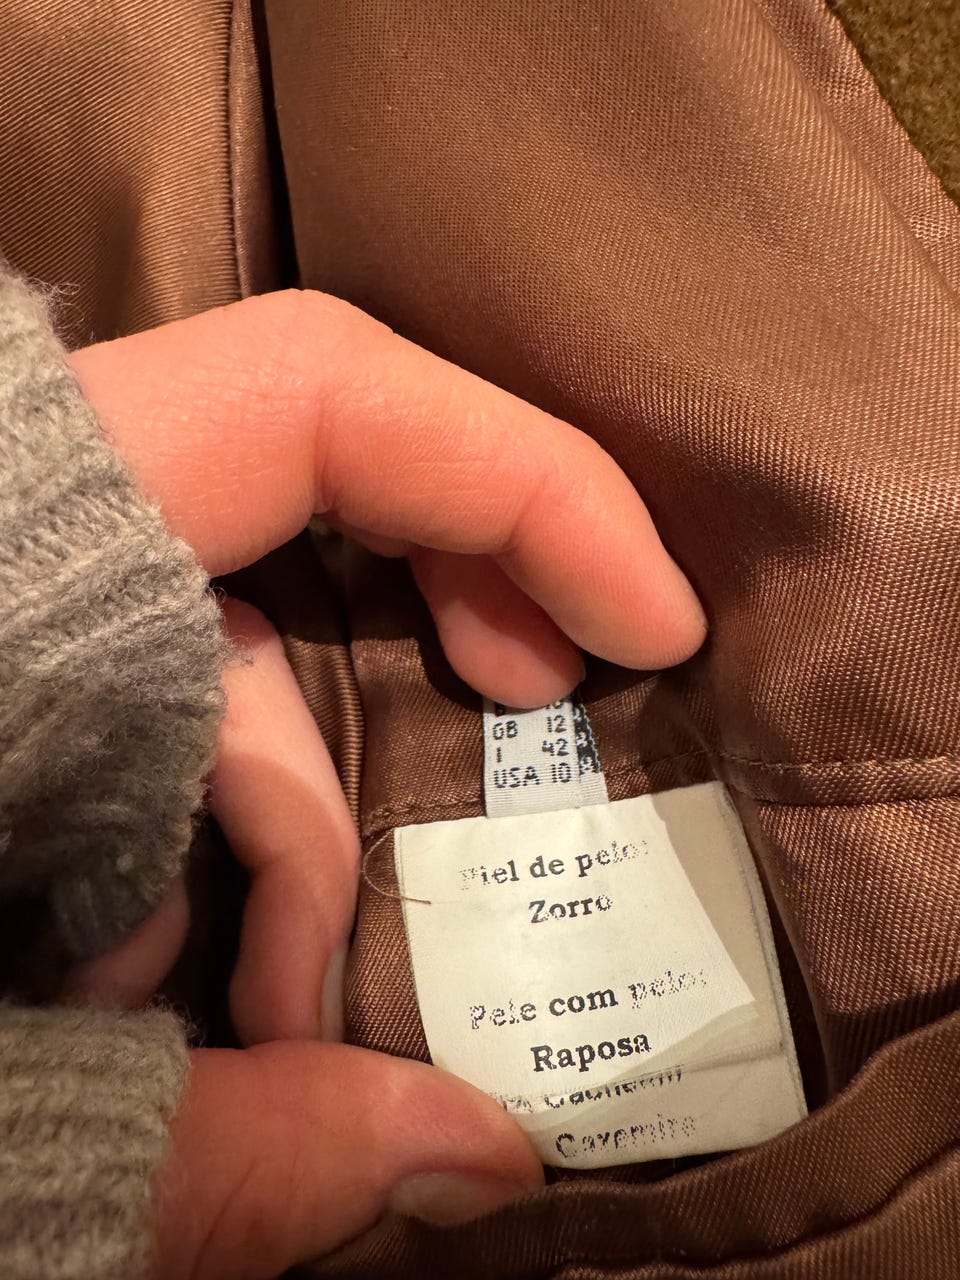 GB 12
I 42
USA 10
Piel de pelo:
Zorro
Pele com pelo:
Raposa
Caxemira